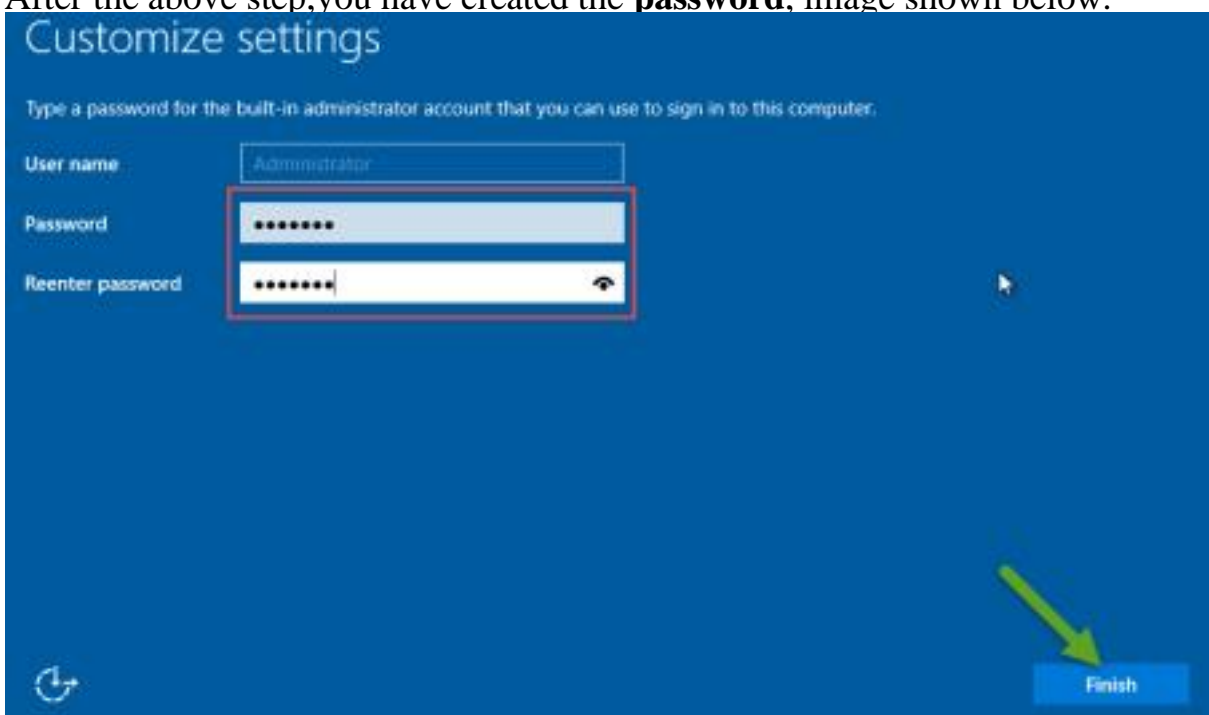 After the above step,you have created the password, image shown below:
Customize settings
Type a password for the built-in administrator account that you can use to sign in to this computer.
User name
Administrator
Password
•••••••
Reenter password
•••••••
Finish